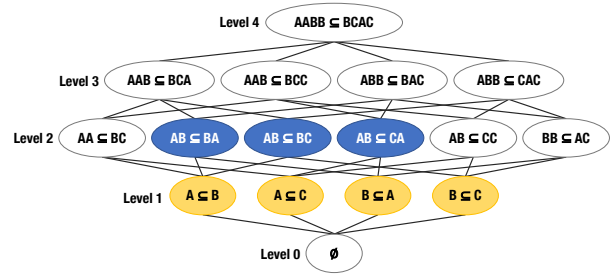 Level 4 AABB ⊆ BCAC
Level 3 AAB ⊆ BCA AAB ⊆ BCC ABB ⊆ BAC ABB ⊆ CAC
Level 2 AA ⊆ BC AB ⊆ BA AB ⊆ BC AB ⊆ CA AB ⊆ CC BB ⊆ AC
Level 1 A ⊆ B A ⊆ C B ⊆ A B ⊆ C
Level 0 ∅